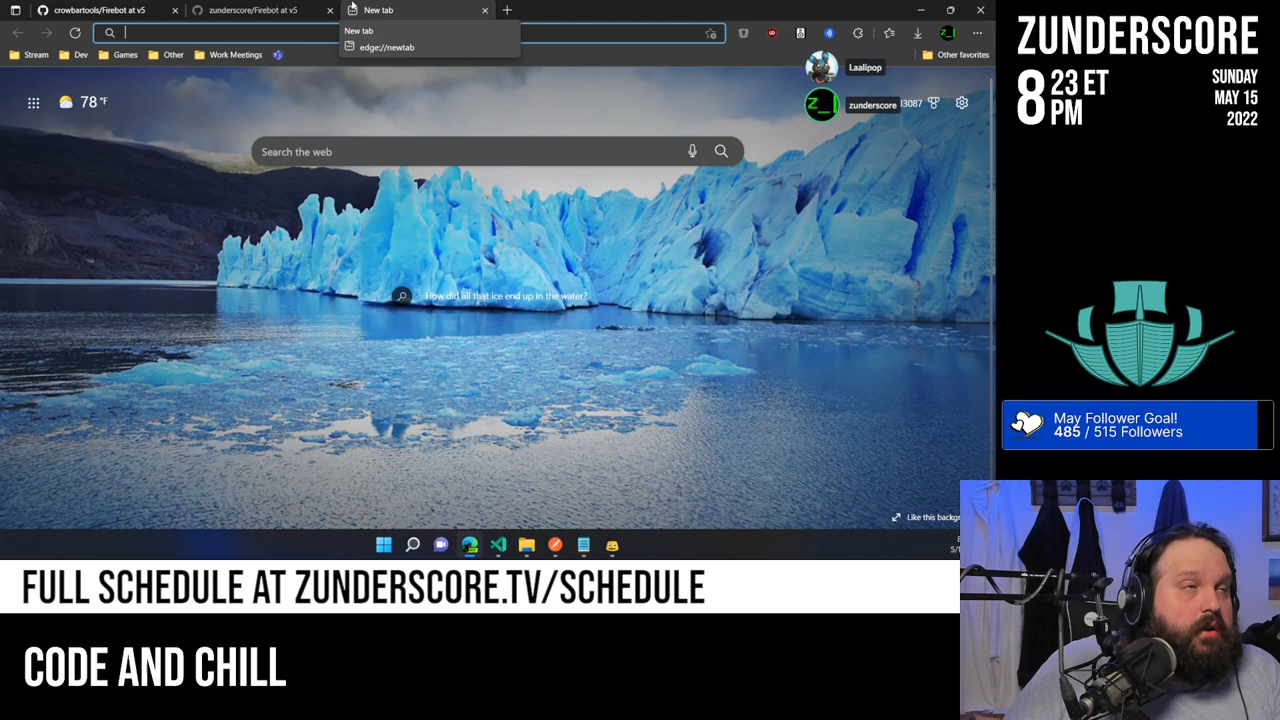 crowbartools/Firebot at v5
zunderscore/Firebot at v5
New tab
New tab
edge://newtab
Stream
Dev
Games
Other
Work Meetings
Other favorites
Laalipop
78 °F
zunderscore
13087
Search the web
How did all that ice end up in the water?
Like this backgr
ZUNDERSCORE
8 23 ET
PM
SUNDAY
MAY 15
2022
May Follower Goal!
485 / 515 Followers
FULL SCHEDULE AT ZUNDERSCORE.TV/SCHEDULE
CODE AND CHILL